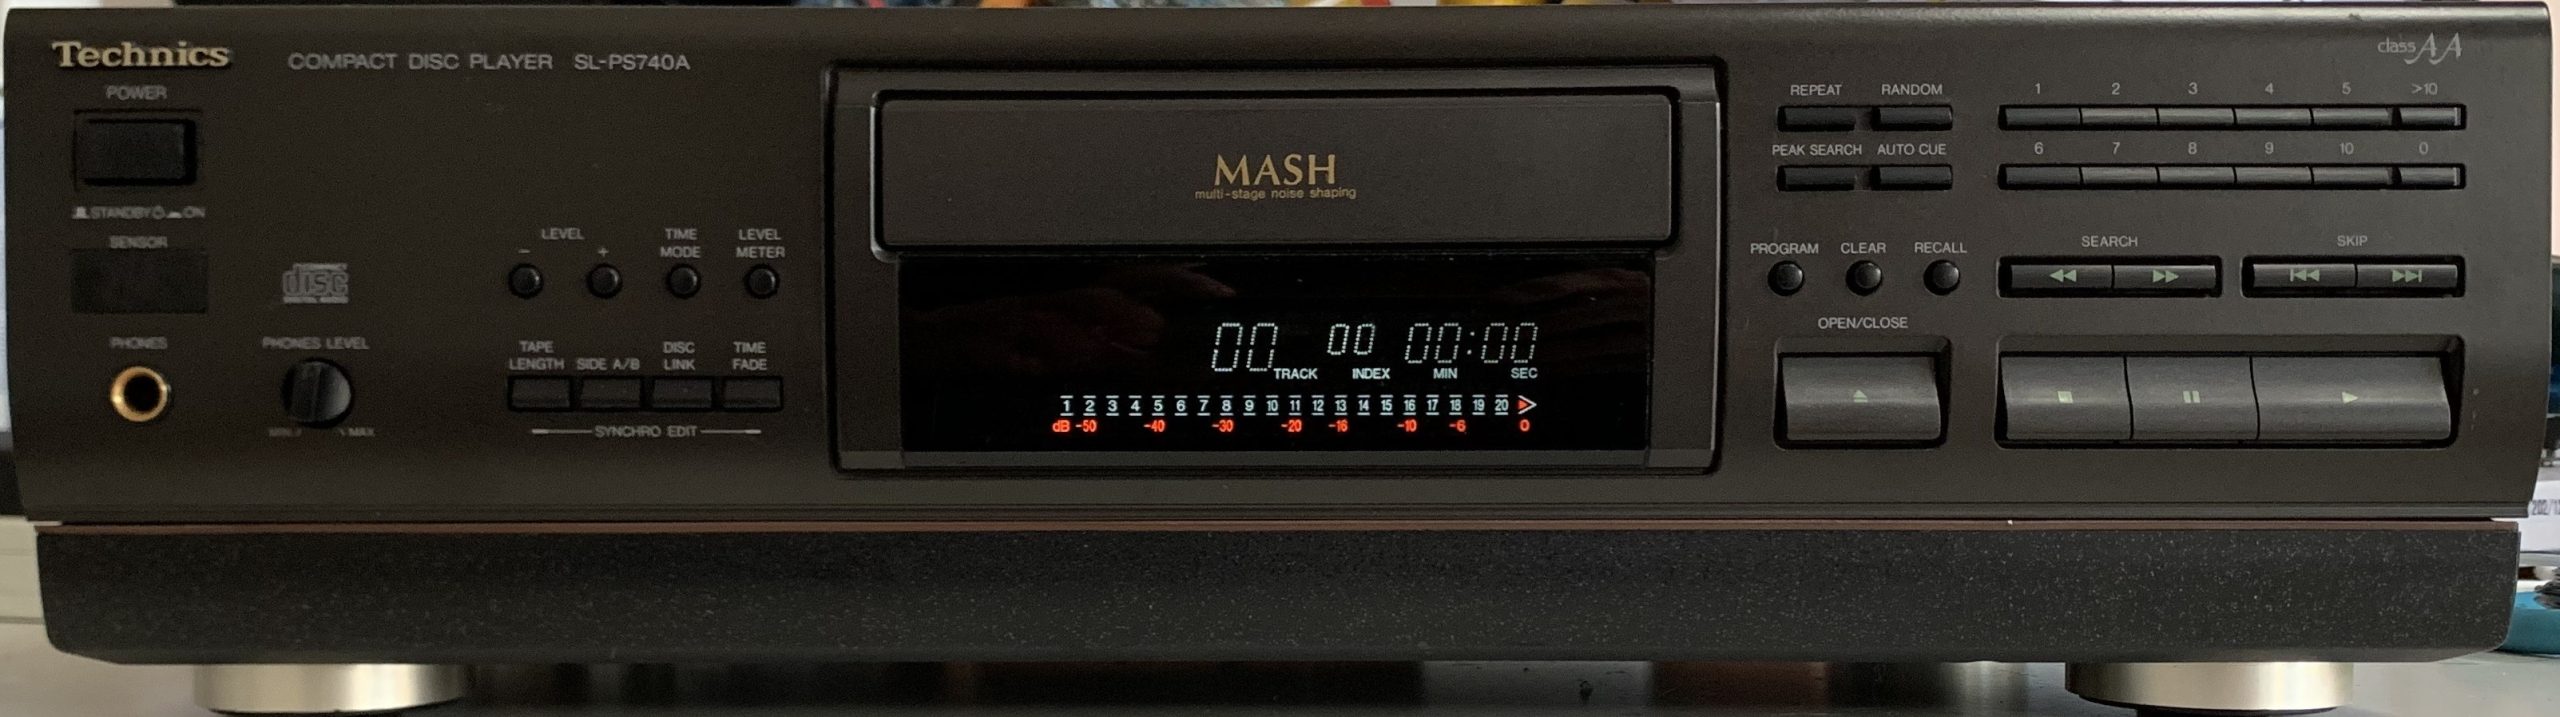 Technics
COMPACT DISC PLAYER SL-PS740A
class AA
POWER
STANDBY ON
SENSOR
disc
DIGITAL AUDIO
PHONES
PHONES LEVEL
MIN MAX
LEVEL
- +
TIME MODE
LEVEL METER
TAPE LENGTH
SIDE A/B
DISC LINK
TIME FADE
SYNCHRO EDIT
MASH
multi-stage noise shaping
00 00 00:00
TRACK INDEX MIN SEC
1 2 3 4 5 6 7 8 9 10 11 12 13 14 15 16 17 18 19 20
dB -50 -40 -30 -20 -16 -10 -6 0
REPEAT RANDOM
PEAK SEARCH AUTO CUE
1 2 3 4 5 >10
6 7 8 9 10 0
PROGRAM CLEAR RECALL
SEARCH
SKIP
OPEN/CLOSE